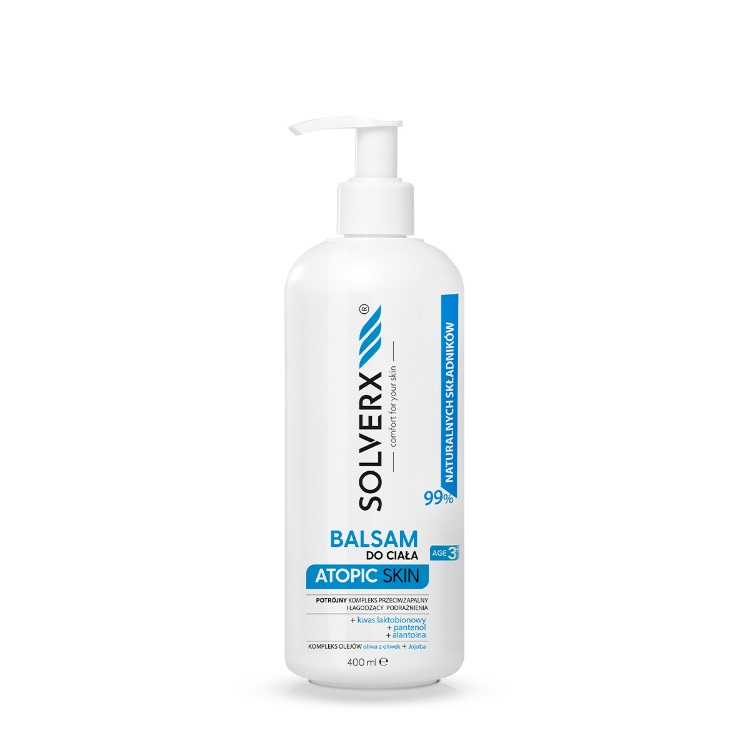 SOLVERX®
comfort for your skin
99%
NATURALNYCH SKŁADNIKÓW
BALSAM
DO CIAŁA
AGE 3
ATOPIC SKIN
POTRÓJNY KOMPLEKS PRZECIWZAPALNY
I ŁAGODZĄCY PODRAŻNIENIA
+ kwas laktobionowy
+ pantenol
+ alantoina
KOMPLEKS OLEJÓW oliwa z oliwek + Jojoba
400 ml ℮